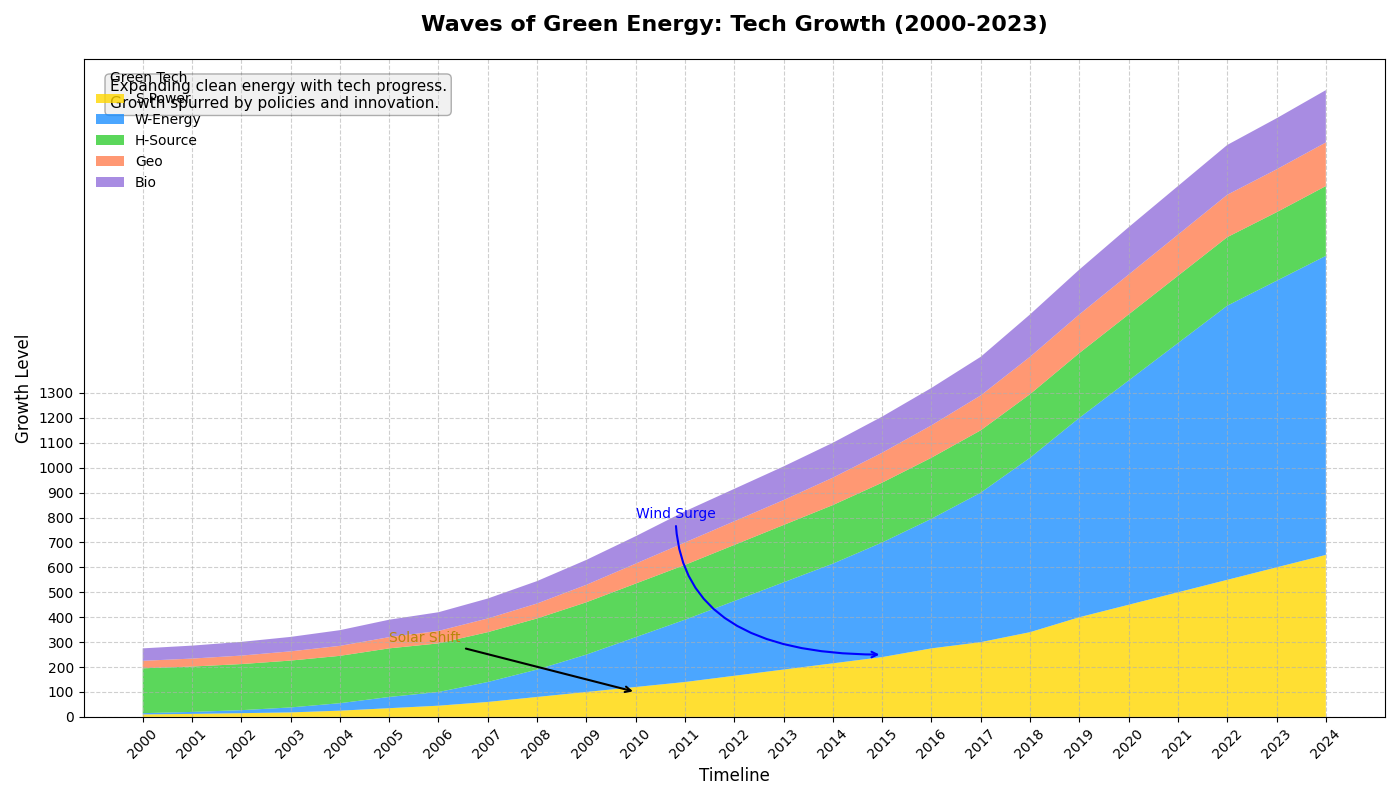 Waves of Green Energy: Tech Growth (2000-2023)
Green Tech
Expanding clean energy with tech progress.
Growth spurred by policies and innovation.
S-Power
W-Energy
H-Source
Geo
Bio
Growth Level
1300
1200
1100
1000
900
800
700
600
500
400
300
200
100
0
Wind Surge
Solar Shift
2000 2001 2002 2003 2004 2005 2006 2007 2008 2009 2010 2011 2012 2013 2014 2015 2016 2017 2018 2019 2020 2021 2022 2023 2024
Timeline